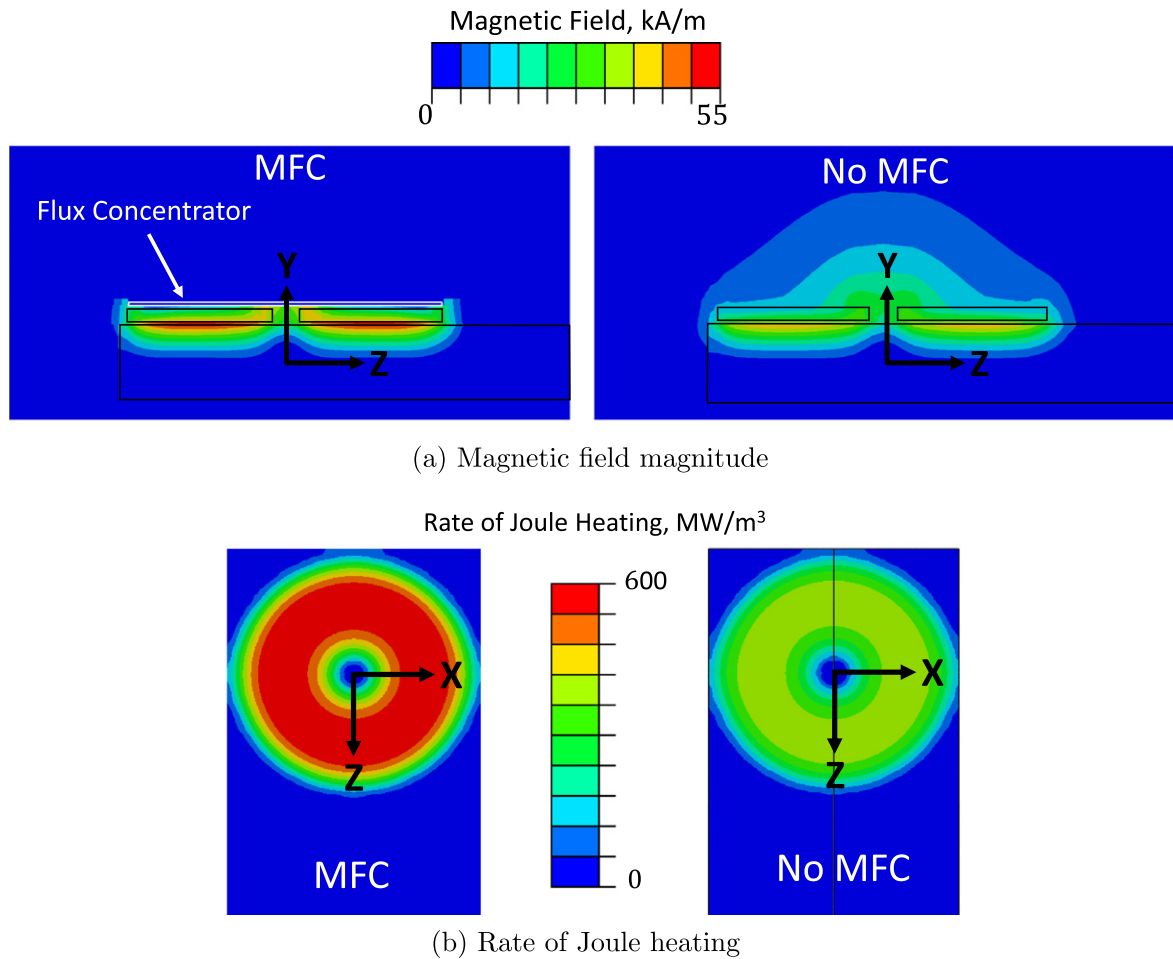 Magnetic Field, kA/m
0 55
MFC
Flux Concentrator
Y
Z
No MFC
Y
Z
(a) Magnetic field magnitude
Rate of Joule Heating, MW/m³
X
Z
MFC
600
0
X
Z
No MFC
(b) Rate of Joule heating